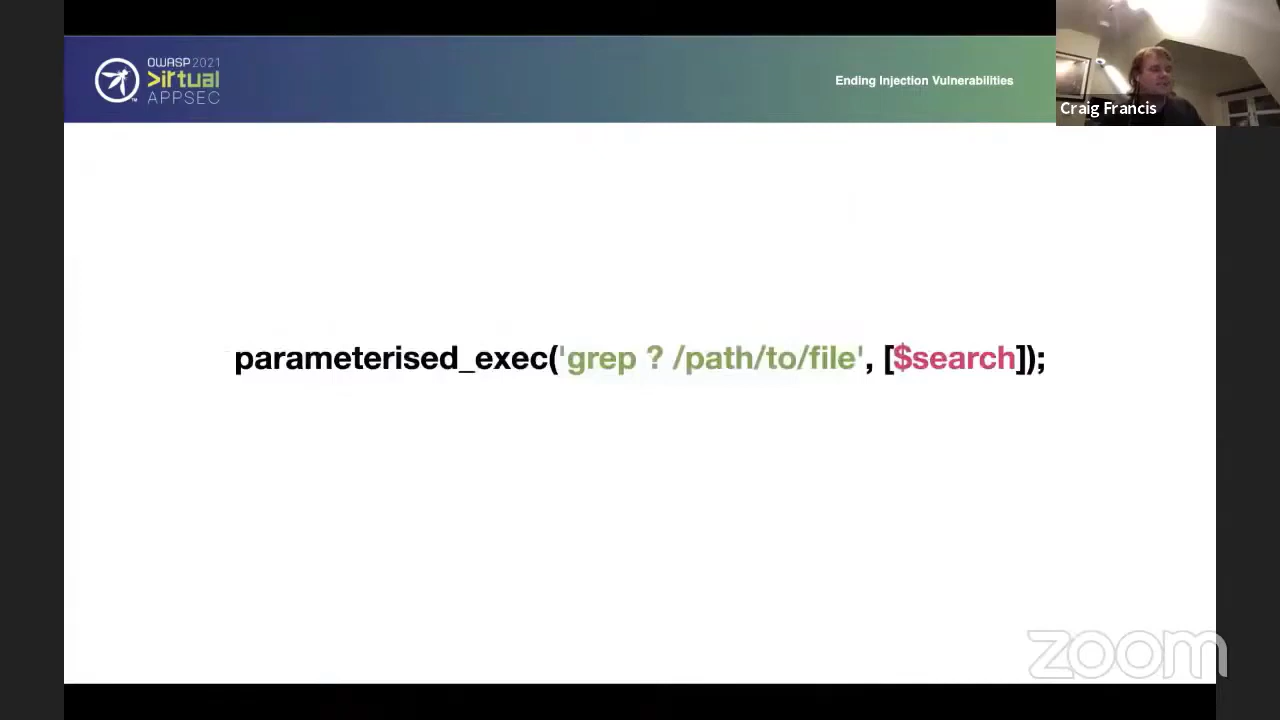 OWASP 2021
>irtual
APPSEC
Ending Injection Vulnerabilities
Craig Francis
parameterised_exec('grep ? /path/to/file', [$search]);
zoom